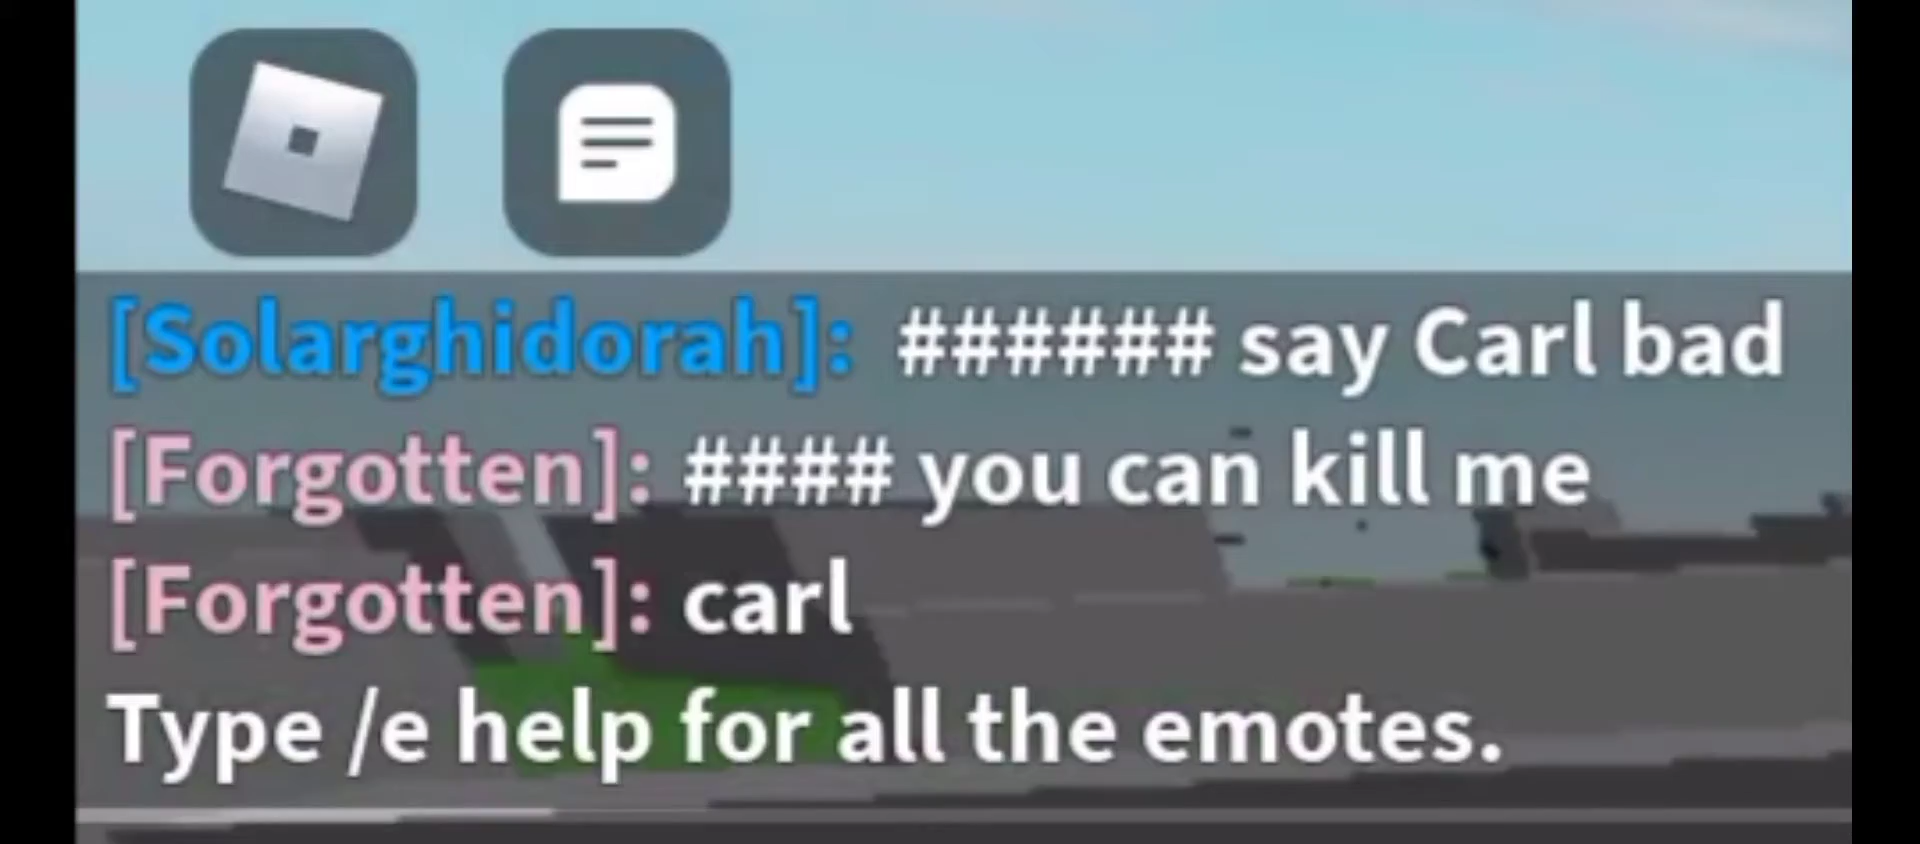 [Solarghidorah]: ###### say Carl bad
[Forgotten]: #### you can kill me
[Forgotten]: carl
Type /e help for all the emotes.